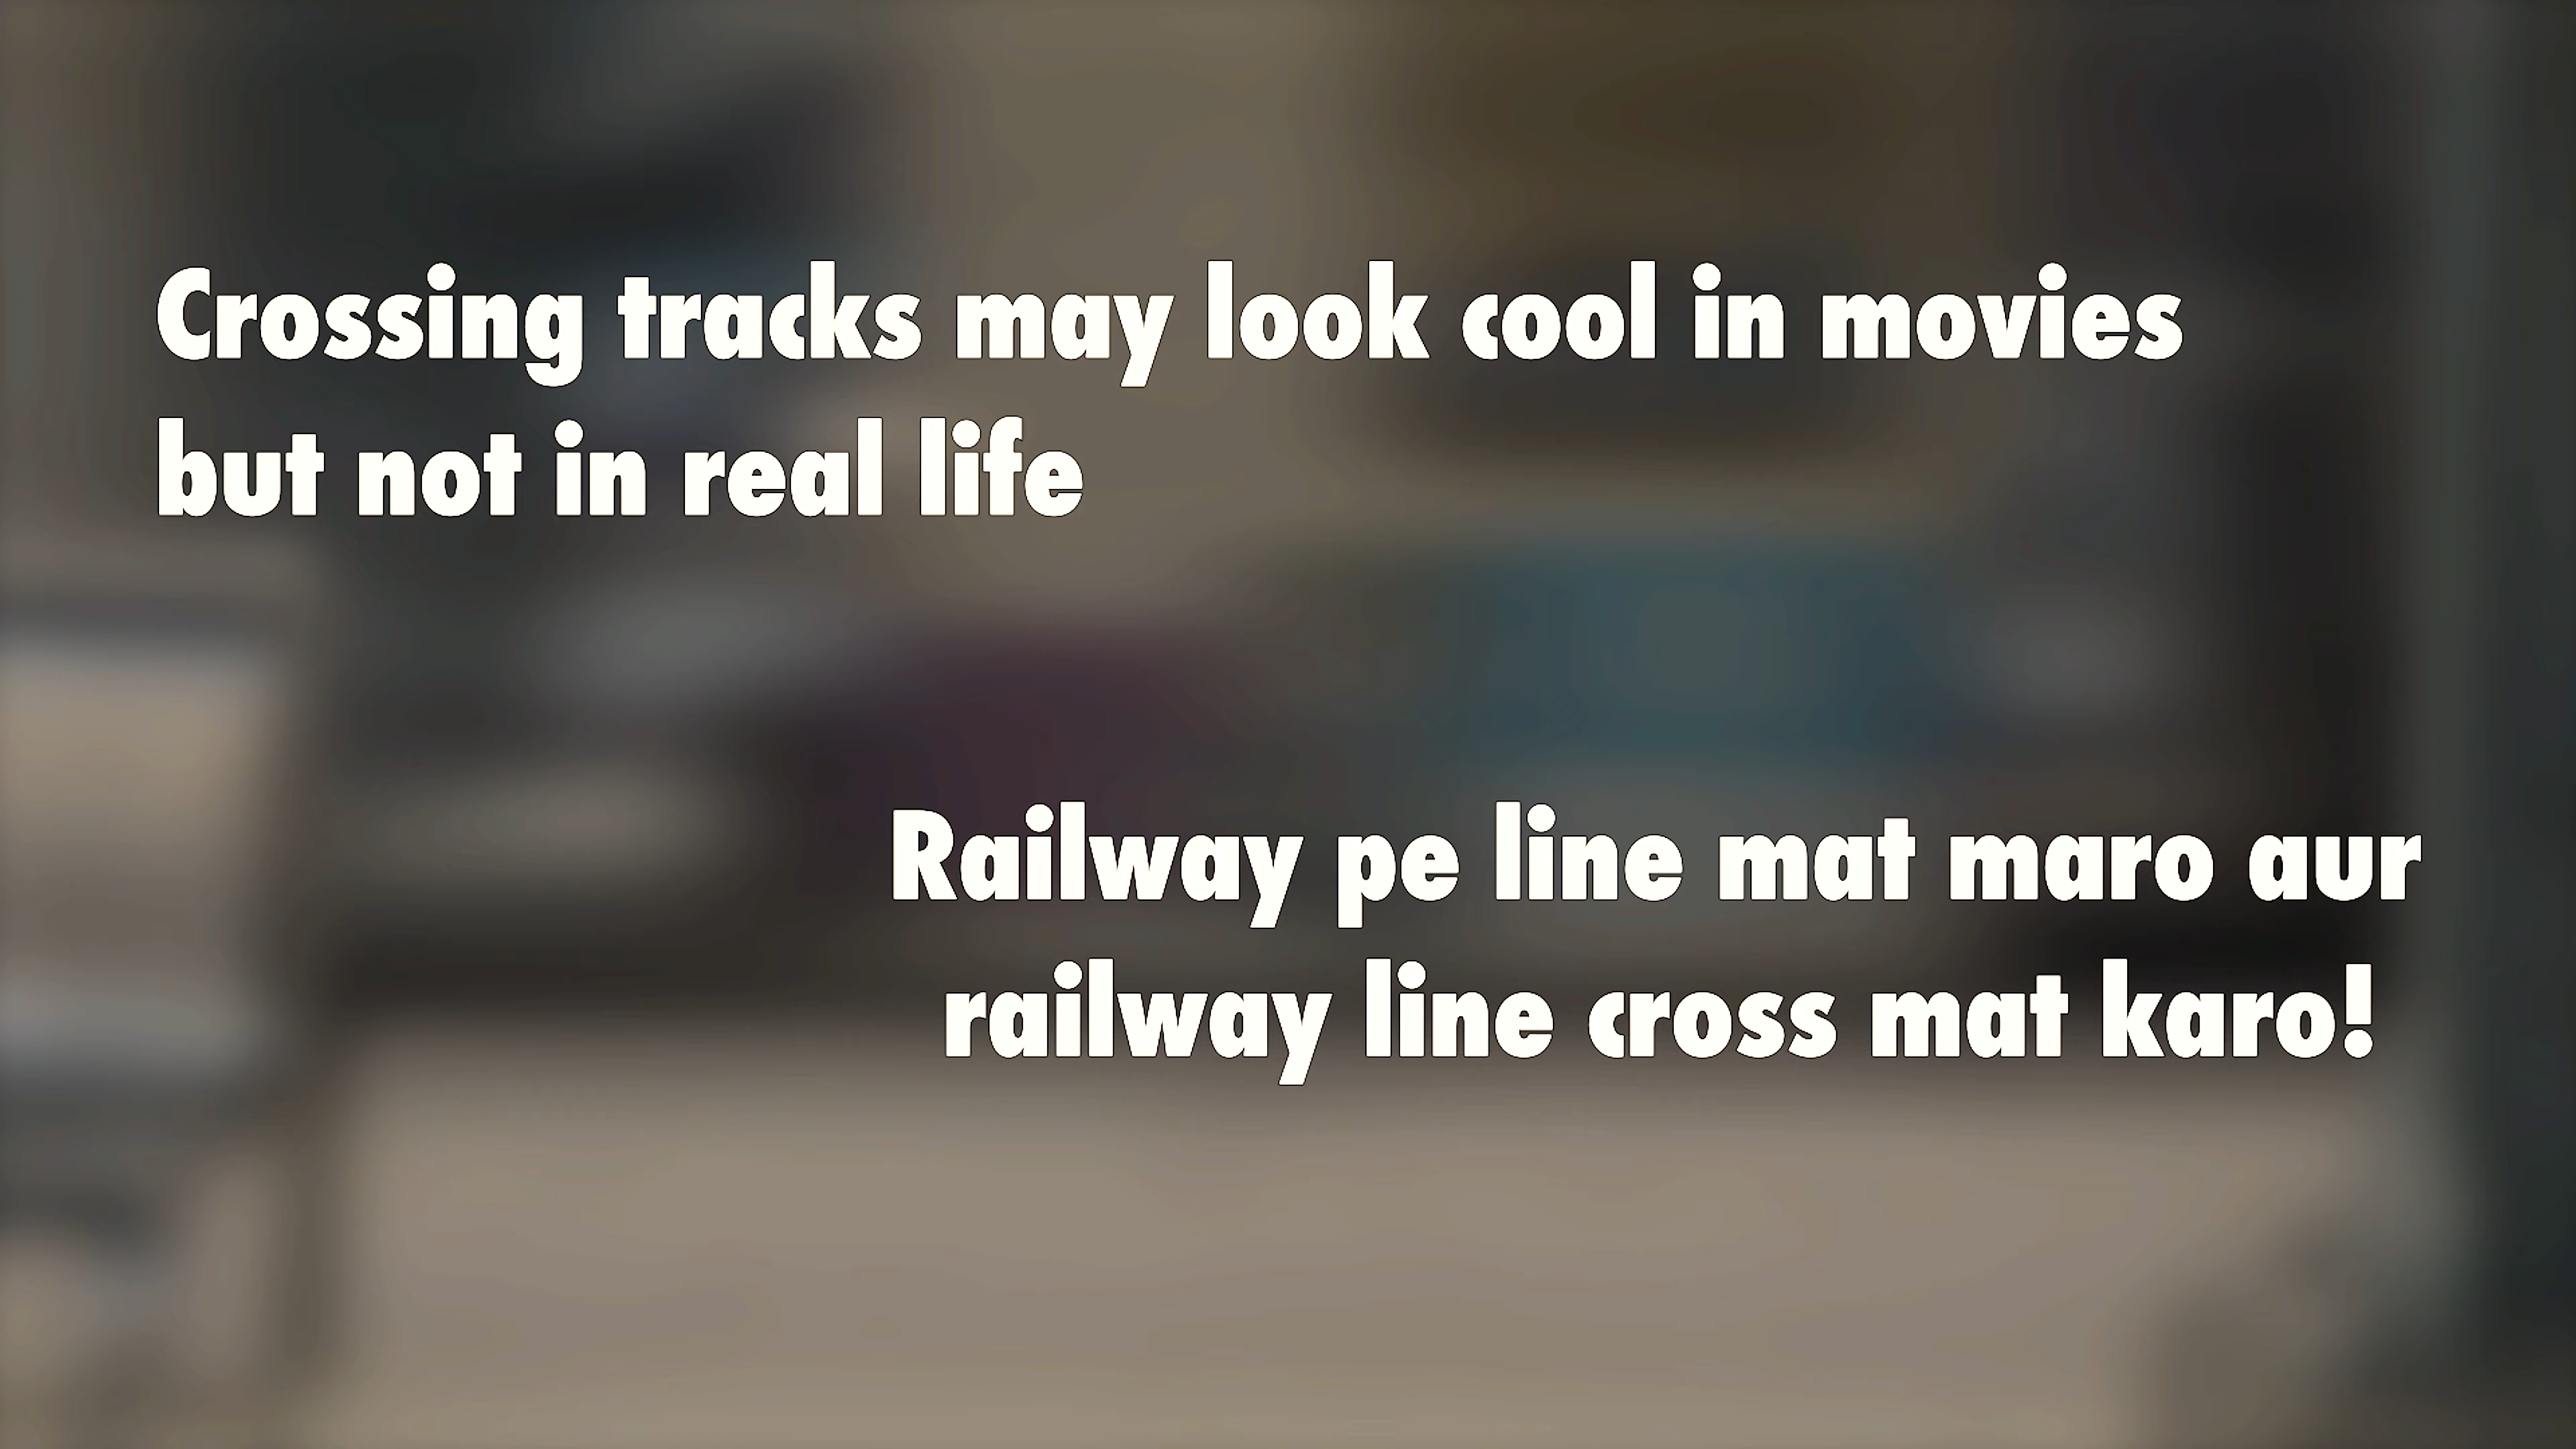 Crossing tracks may look cool in movies
but not in real life
Railway pe line mat maro aur
railway line cross mat karo!